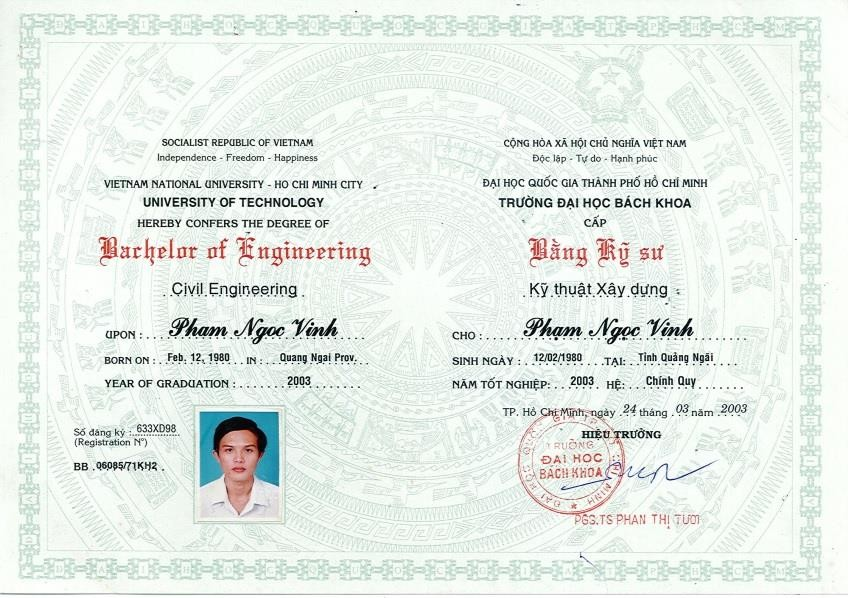 SOCIALIST REPUBLIC OF VIETNAM
Independence - Freedom - Happiness
VIETNAM NATIONAL UNIVERSITY - HO CHI MINH CITY
UNIVERSITY OF TECHNOLOGY
HEREBY CONFERS THE DEGREE OF
Bachelor of Engineering
Civil Engineering
UPON : Pham Ngoc Vinh
BORN ON : Feb. 12, 1980 IN : Quang Ngai Prov.
YEAR OF GRADUATION : 2003
Số đăng ký : 633XD98
(Registration Nº)
BB . 06085/71KH2 .
CỘNG HÒA XÃ HỘI CHỦ NGHĨA VIỆT NAM
Độc lập - Tự do - Hạnh phúc
ĐẠI HỌC QUỐC GIA THÀNH PHỐ HỒ CHÍ MINH
TRƯỜNG ĐẠI HỌC BÁCH KHOA
CẤP
Bằng Kỹ sư
Kỹ thuật Xây dựng
CHO : Phạm Ngọc Vinh
SINH NGÀY : 12/02/1980 TẠI: Tỉnh Quảng Ngãi
NĂM TỐT NGHIỆP: 2003 HỆ: Chính Quy
TP. Hồ Chí Minh, ngày 24 tháng 03 năm 2003
HIỆU TRƯỞNG
TRƯỜNG
ĐẠI HỌC
BÁCH KHOA
PGS.TS PHAN THỊ TƯƠI